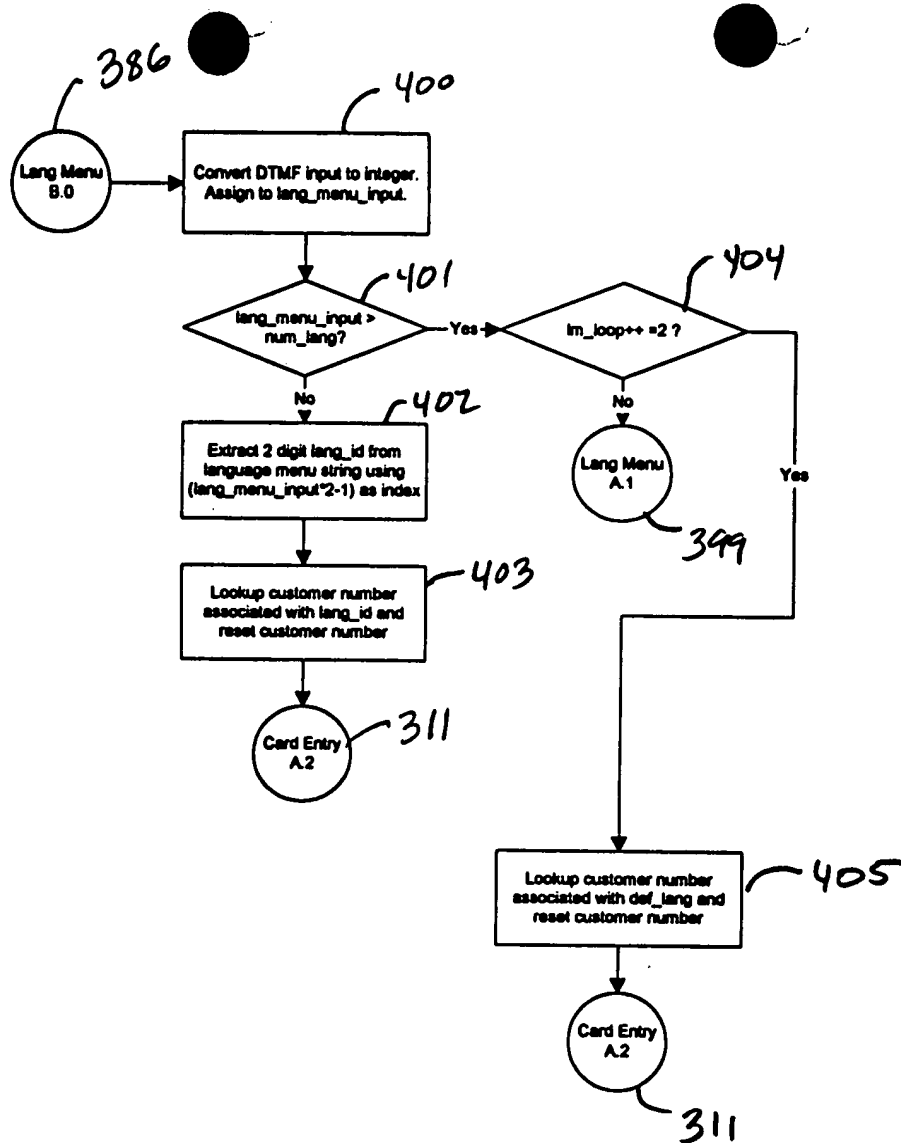 386
400
Lang Menu
B.0
Convert DTMF input to integer.
Assign to lang_menu_input.
401
404
lang_menu_input >
num_lang?
Yes
lm_loop++ =2 ?
No
402
No
Yes
Extract 2 digit lang_id from
language menu string using
(lang_menu_input*2-1) as index
Lang Menu
A.1
399
403
Lookup customer number
associated with lang_id and
reset customer number
Card Entry
A.2
311
Lookup customer number
associated with def_lang and
reset customer number
405
Card Entry
A.2
311